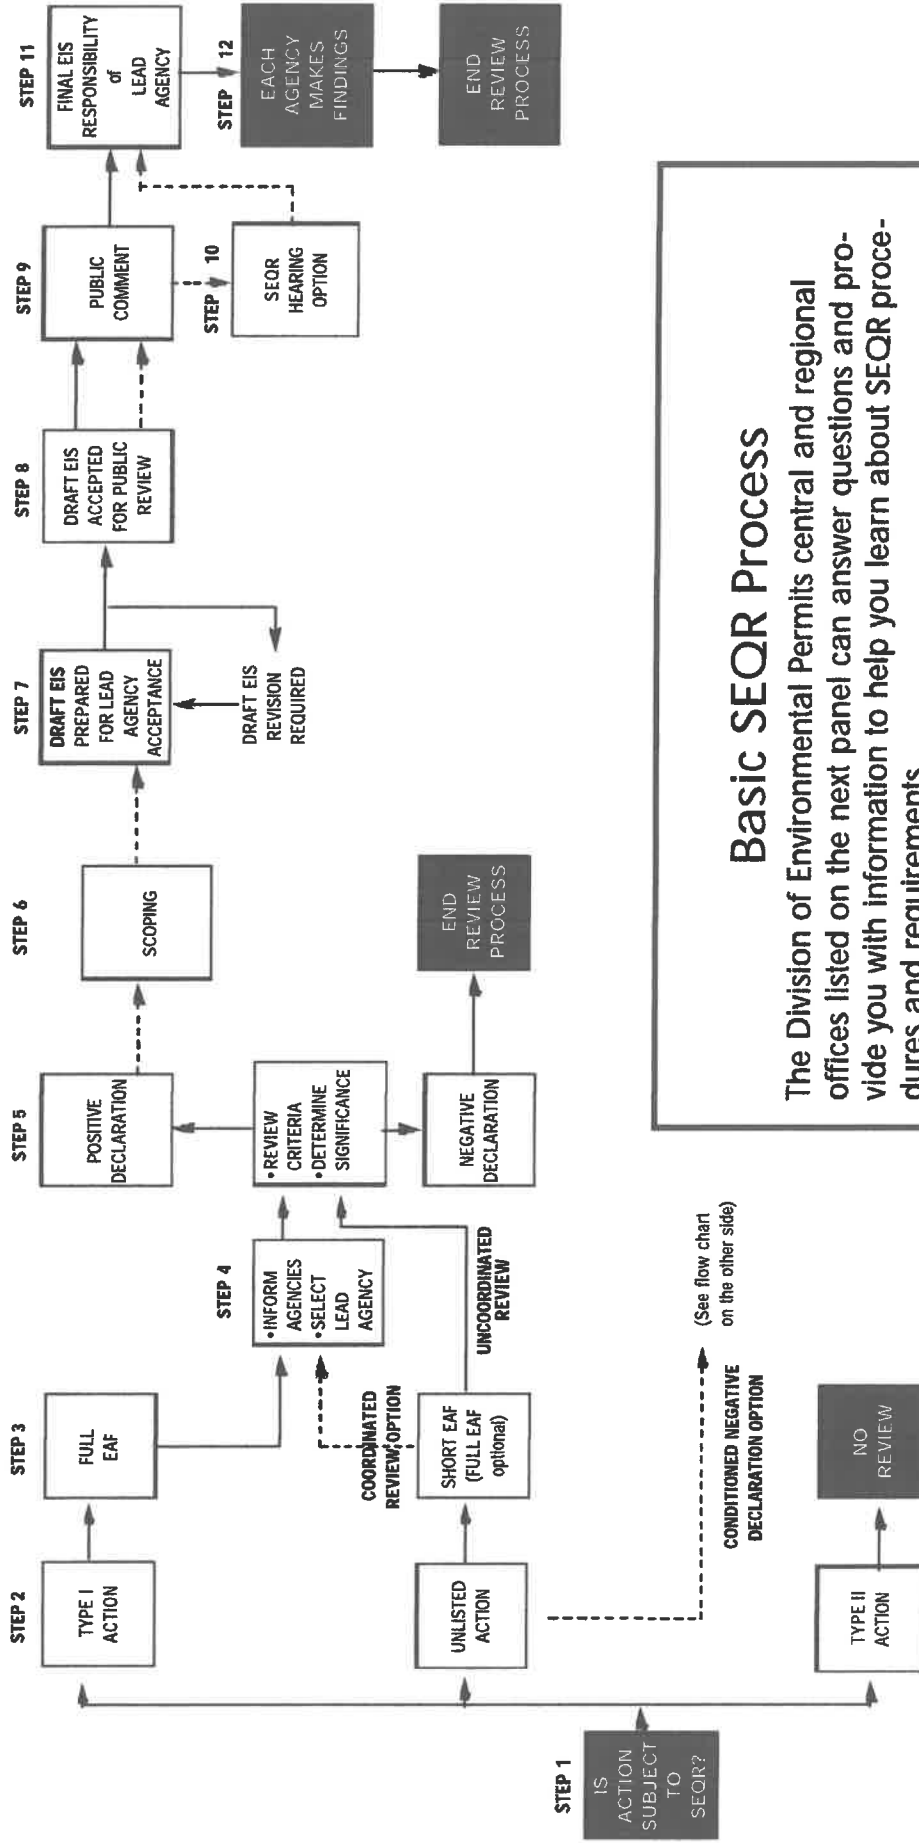 STEP 1
IS
ACTION
SUBJECT
TO
SEQR?
STEP 2
TYPE I
ACTION
UNLISTED
ACTION
TYPE II
ACTION
STEP 3
FULL
EAF
COORDINATED
REVIEW OPTION
SHORT EAF
(FULL EAF
optional)
UNCOORDINATED
REVIEW
CONDITIONED NEGATIVE
DECLARATION OPTION
(See flow chart
on the other side)
NO
REVIEW
STEP 4
•INFORM
AGENCIES
•SELECT
LEAD
AGENCY
STEP 5
POSITIVE
DECLARATION
•REVIEW
CRITERIA
•DETERMINE
SIGNIFICANCE
NEGATIVE
DECLARATION
END
REVIEW
PROCESS
STEP 6
SCOPING
STEP 7
DRAFT EIS
PREPARED
FOR LEAD
AGENCY
ACCEPTANCE
DRAFT EIS
REVISION
REQUIRED
STEP 8
DRAFT EIS
ACCEPTED
FOR PUBLIC
REVIEW
STEP 9
PUBLIC
COMMENT
STEP 10
SEQR
HEARING
OPTION
STEP 11
FINAL EIS
RESPONSIBILITY
of
LEAD
AGENCY
STEP 12
EACH
AGENCY
MAKES
FINDINGS
END
REVIEW
PROCESS
Basic SEQR Process
The Division of Environmental Permits central and regional
offices listed on the next panel can answer questions and pro-
vide you with information to help you learn about SEQR proce-
dures and requirements